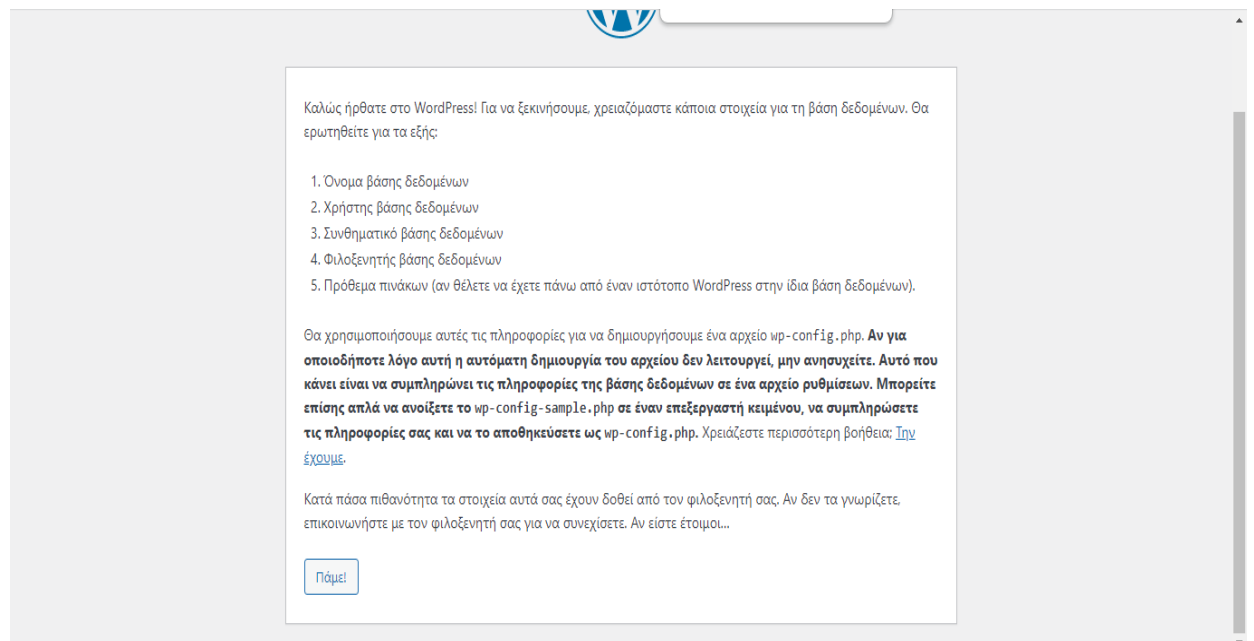 Καλώς ήρθατε στο WordPress! Για να ξεκινήσουμε, χρειαζόμαστε κάποια στοιχεία για τη βάση δεδομένων. Θα
ερωτηθείτε για τα εξής:
1. Όνομα βάσης δεδομένων
2. Χρήστης βάσης δεδομένων
3. Συνθηματικό βάσης δεδομένων
4. Φιλοξενητής βάσης δεδομένων
5. Πρόθεμα πινάκων (αν θέλετε να έχετε πάνω από έναν ιστότοπο WordPress στην ίδια βάση δεδομένων).
Θα χρησιμοποιήσουμε αυτές τις πληροφορίες για να δημιουργήσουμε ένα αρχείο wp-config.php. Αν για
οποιοδήποτε λόγο αυτή η αυτόματη δημιουργία του αρχείου δεν λειτουργεί, μην ανησυχείτε. Αυτό που
κάνει είναι να συμπληρώνει τις πληροφορίες της βάσης δεδομένων σε ένα αρχείο ρυθμίσεων. Μπορείτε
επίσης απλά να ανοίξετε το wp-config-sample.php σε έναν επεξεργαστή κειμένου, να συμπληρώσετε
τις πληροφορίες σας και να το αποθηκεύσετε ως wp-config.php. Χρειάζεστε περισσότερη βοήθεια; Την
έχουμε.
Κατά πάσα πιθανότητα τα στοιχεία αυτά σας έχουν δοθεί από τον φιλοξενητή σας. Αν δεν τα γνωρίζετε,
επικοινωνήστε με τον φιλοξενητή σας για να συνεχίσετε. Αν είστε έτοιμοι...
Πάμε!